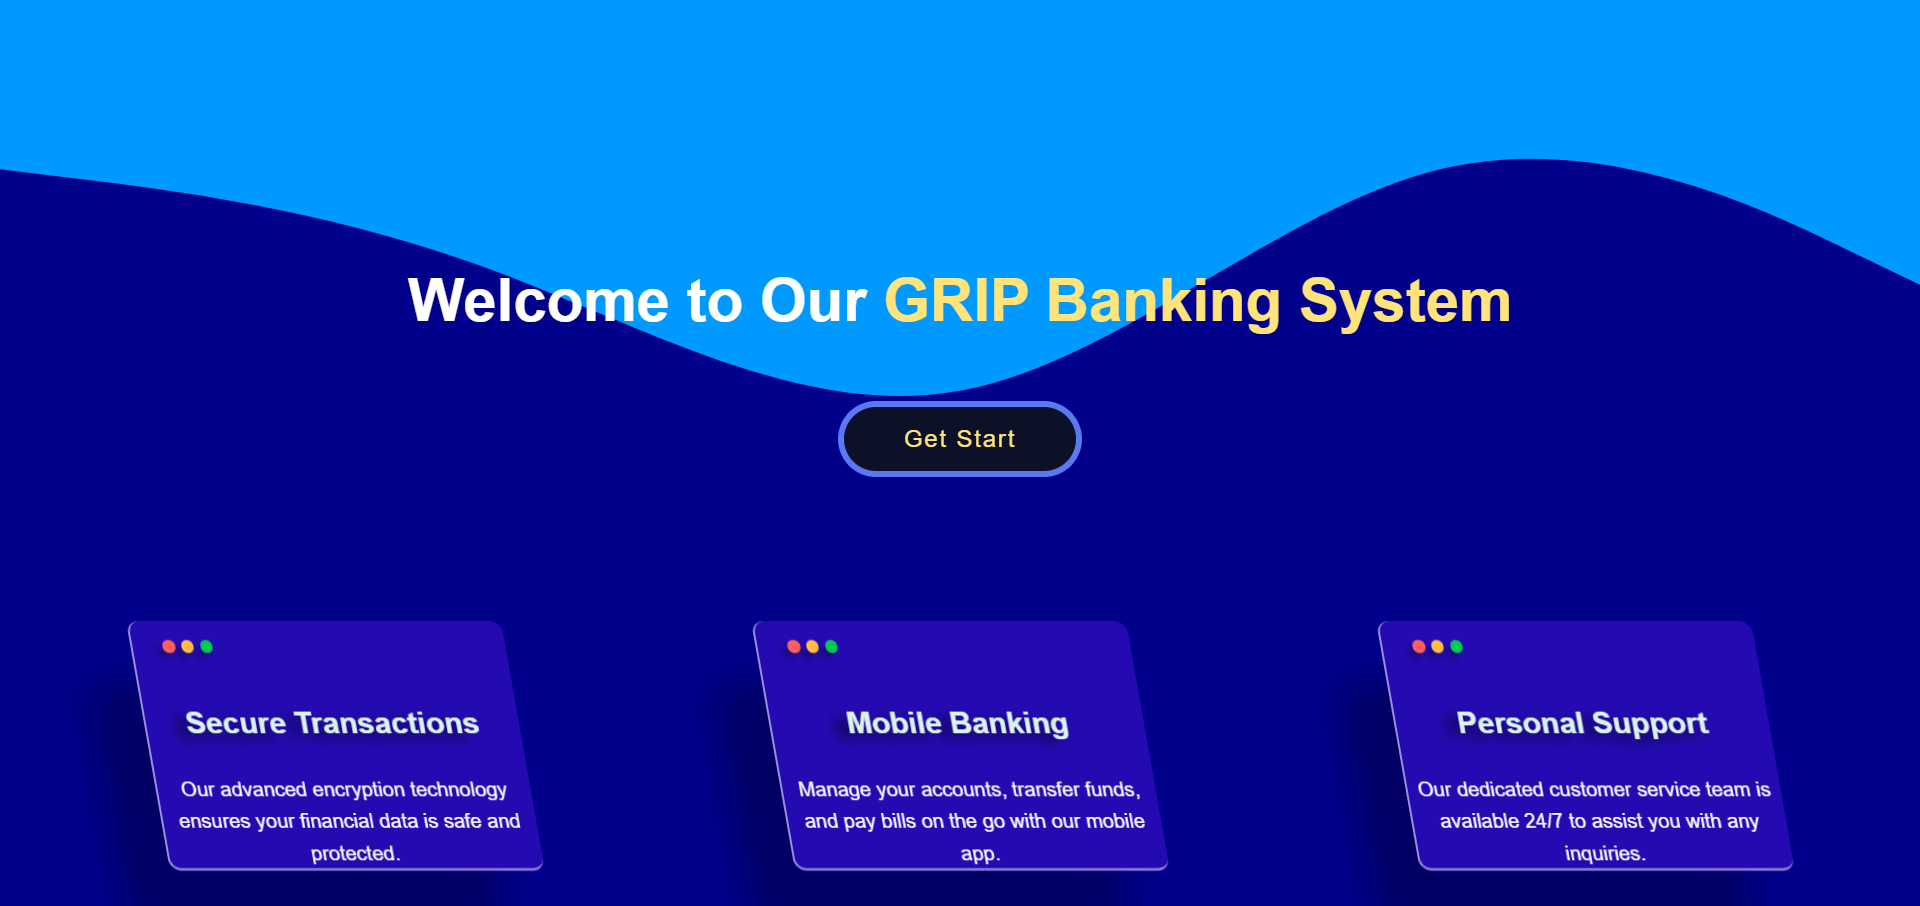 Welcome to Our GRIP Banking System
Get Start
Secure Transactions
Our advanced encryption technology
ensures your financial data is safe and
protected.
Mobile Banking
Manage your accounts, transfer funds,
and pay bills on the go with our mobile
app.
Personal Support
Our dedicated customer service team is
available 24/7 to assist you with any
inquiries.